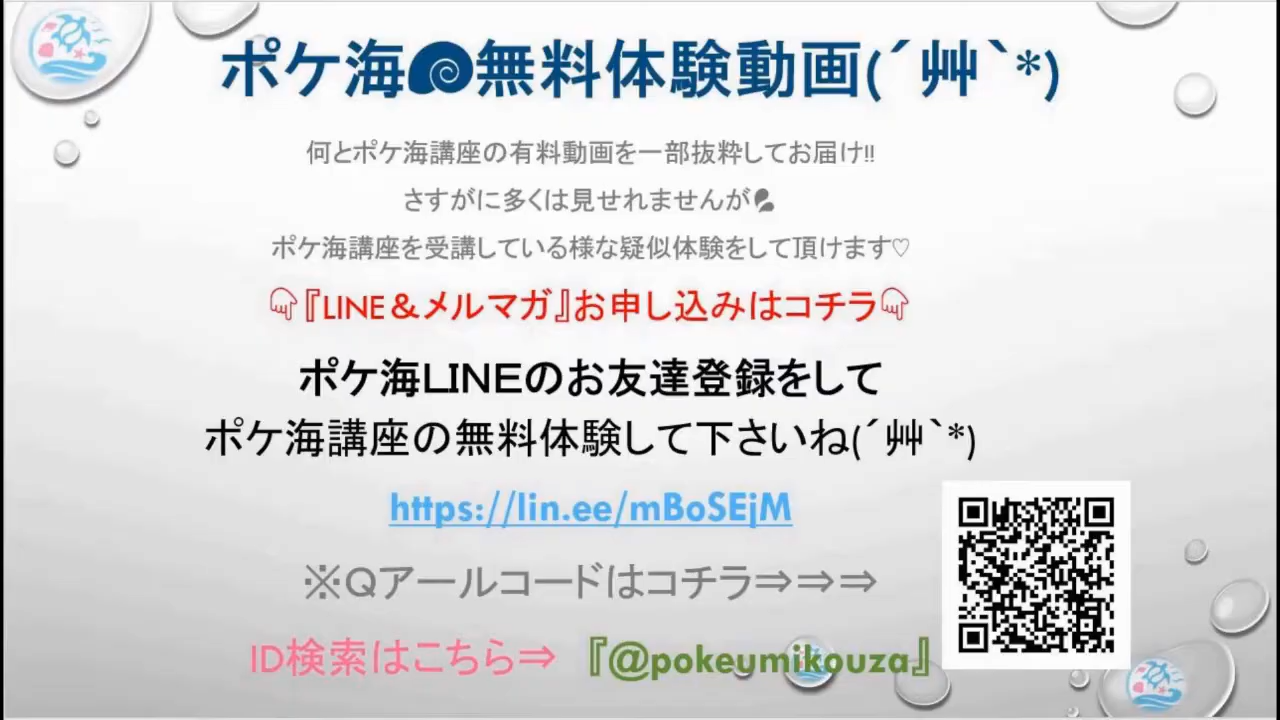 ポケ海🐚無料体験動画(´艸`*)
何とポケ海講座の有料動画を一部抜粋してお届け!!
さすがに多くは見せれませんが💦
ポケ海講座を受講している様な疑似体験をして頂けます♡
👇『LINE＆メルマガ』お申し込みはコチラ👇
ポケ海LINEのお友達登録をして
ポケ海講座の無料体験して下さいね(´艸`*)
https://lin.ee/mBoSEjM
※Qアールコードはコチラ⇒⇒⇒
ID検索はこちら⇒ 『@pokeumikouza』